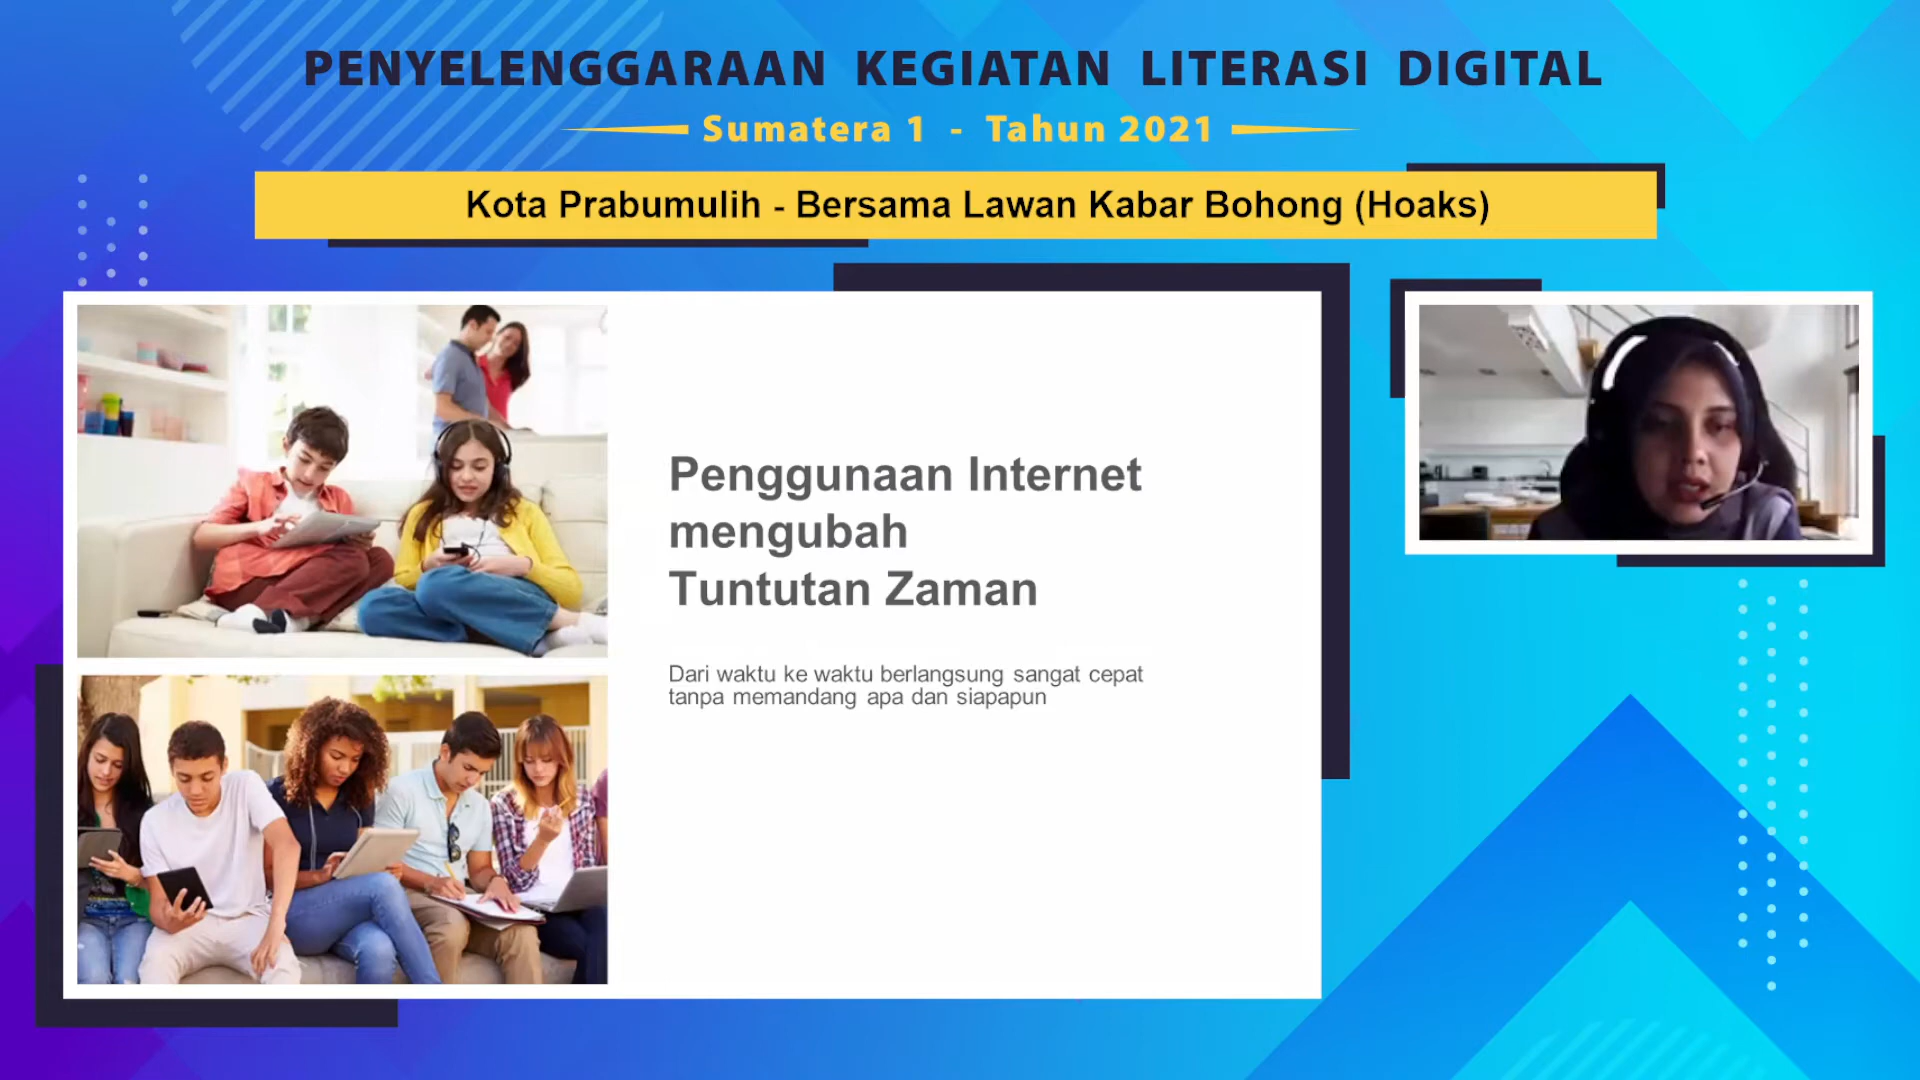 PENYELENGGARAAN KEGIATAN LITERASI DIGITAL
Sumatera 1 - Tahun 2021
Kota Prabumulih - Bersama Lawan Kabar Bohong (Hoaks)
Penggunaan Internet
mengubah
Tuntutan Zaman
Dari waktu ke waktu berlangsung sangat cepat
tanpa memandang apa dan siapapun